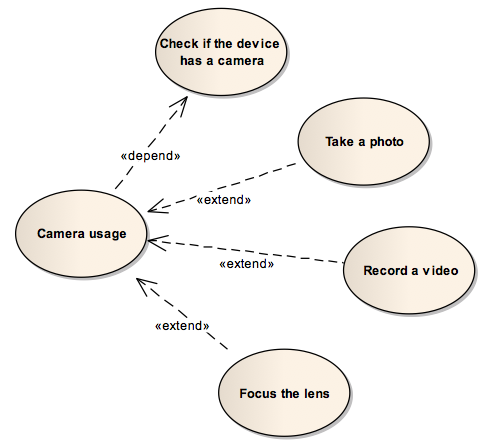 Check if the device
has a camera
«depend»
Take a photo
«extend»
Camera usage
«extend»
Record a video
«extend»
Focus the lens